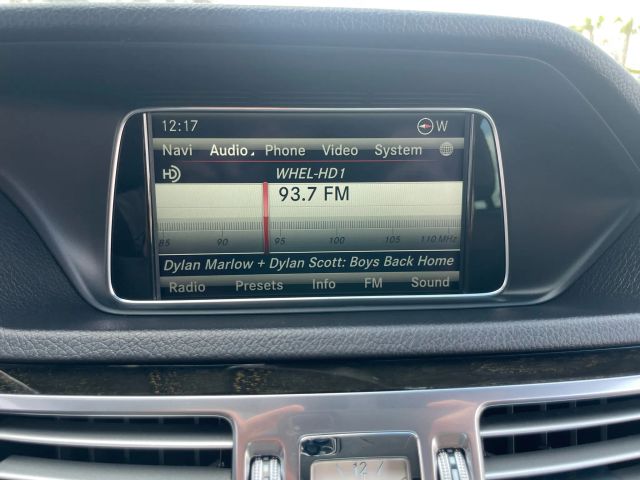 12:17 W
Navi Audio Phone Video System
HD WHEL-HD1
93.7 FM
85 90 95 100 105 110 MHz
Dylan Marlow + Dylan Scott: Boys Back Home
Radio Presets Info FM Sound
12